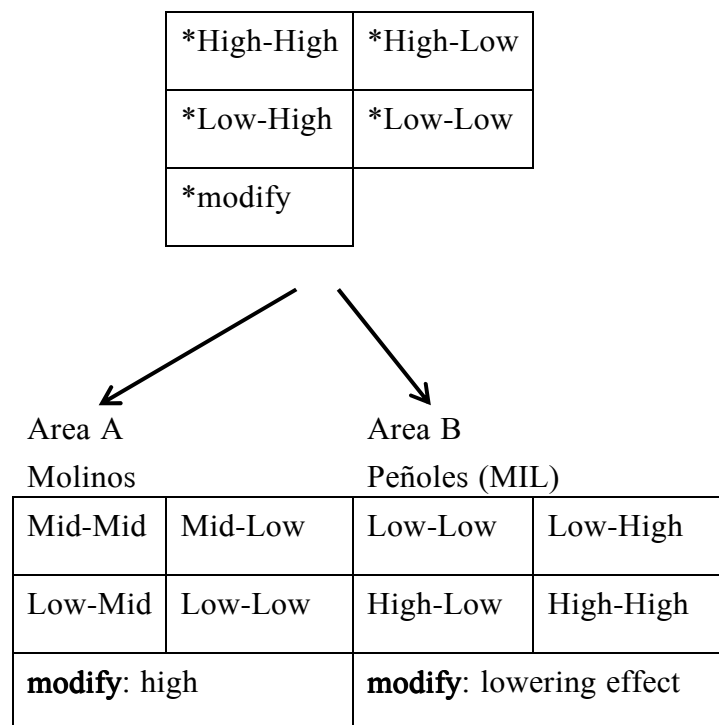 *High-High *High-Low
*Low-High *Low-Low
*modify
Area A Area B
Molinos Peñoles (MIL)
Mid-Mid Mid-Low Low-Low Low-High
Low-Mid Low-Low High-Low High-High
modify: high modify: lowering effect